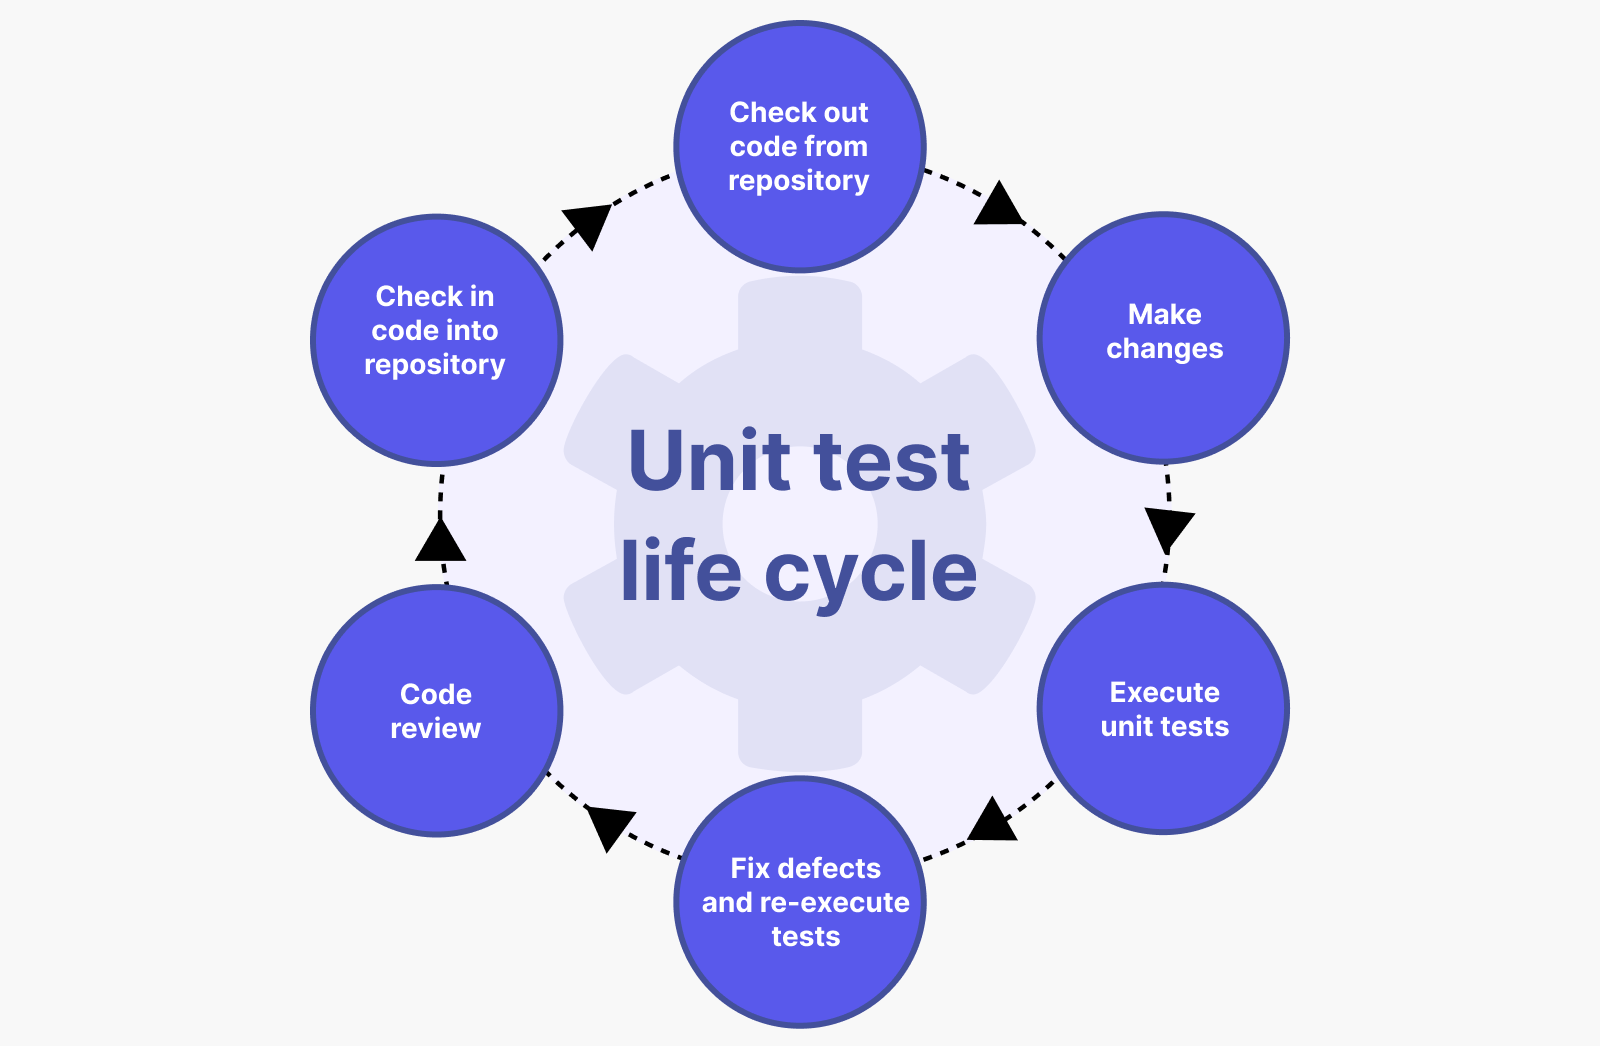 Check out
code from
repository
Make
changes
Execute
unit tests
Fix defects
and re-execute
tests
Code
review
Check in
code into
repository
Unit test
life cycle